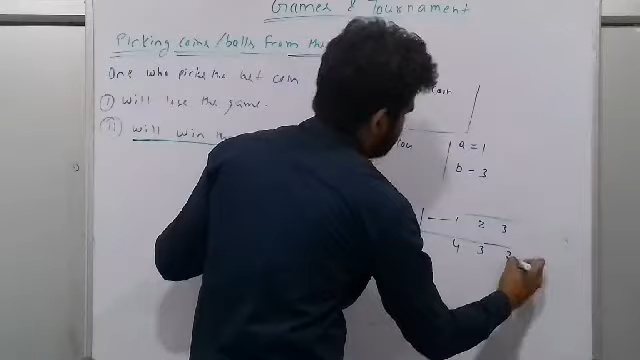 Games & Tournament
Picking coins/balls from the
One who picks the last coin
I will lose the game.
II will win
a = 1
b - 3
1 2 3
4 3